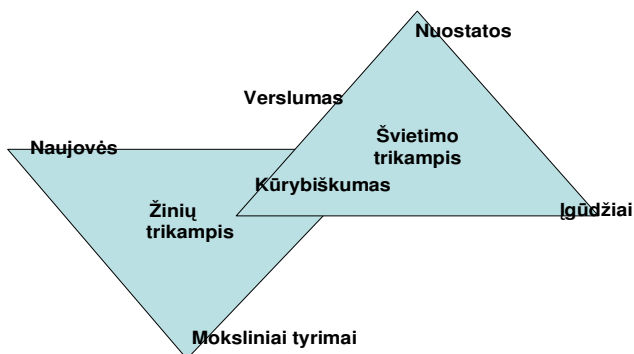 Nuostatos
Verslumas
Švietimo
trikampis
Naujovės
Kūrybiškumas
Žinių
trikampis
Įgūdžiai
Moksliniai tyrimai